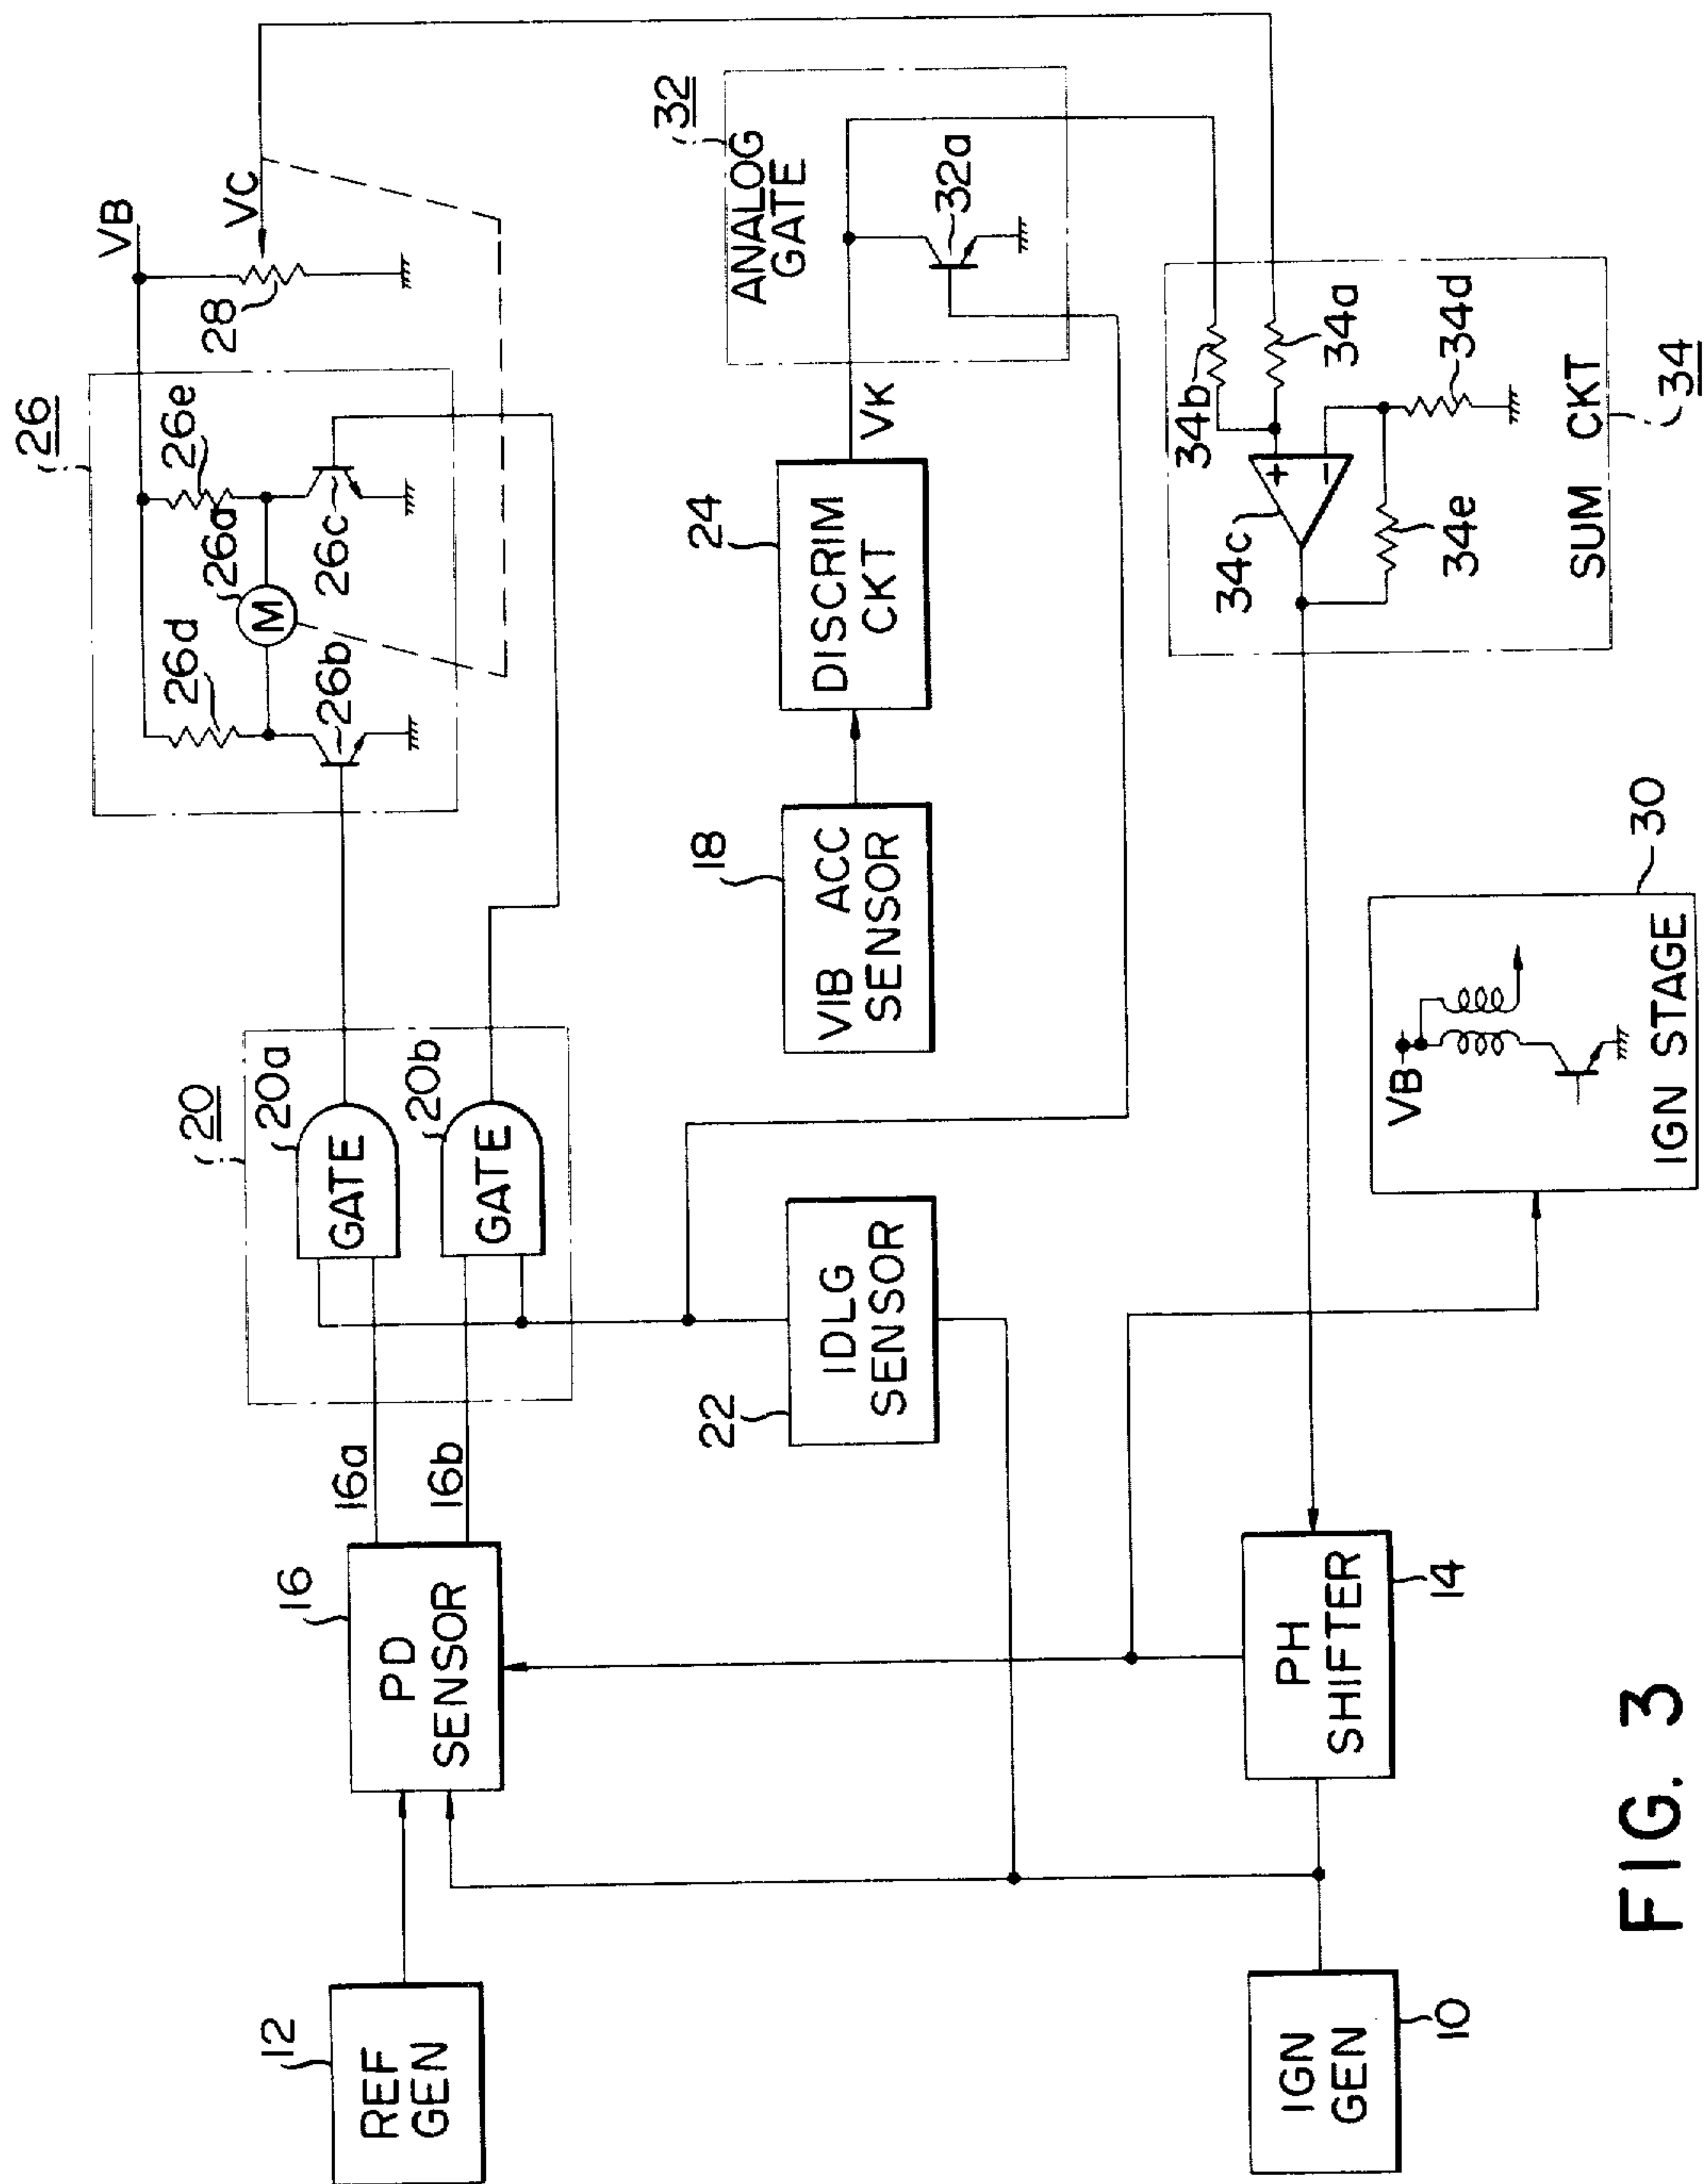 12
REF
GEN
16
PD
SENSOR
16a
16b
20
20a
GATE
20b
GATE
26
26d
26b
26a
M
26e
26c
VB
28
VC
22
IDLG
SENSOR
18
VIB ACC
SENSOR
24
DISCRIM
CKT
VK
32
ANALOG
GATE
32a
10
IGN
GEN
14
PH
SHIFTER
30
VB
IGN STAGE
34b
34a
34c
+
−
34d
34e
SUM CKT
34
FIG. 3